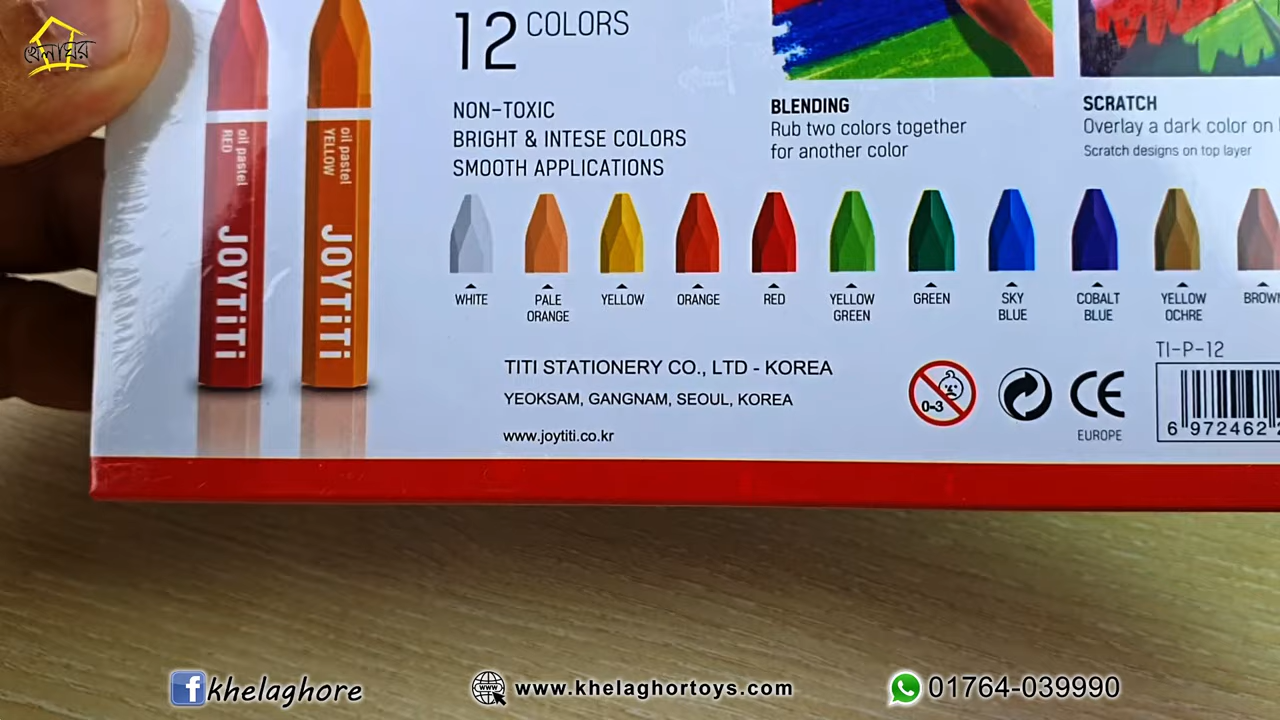 খেলাঘর
12 COLORS
NON-TOXIC
BRIGHT & INTESE COLORS
SMOOTH APPLICATIONS
BLENDING
Rub two colors together
for another color
SCRATCH
Overlay a dark color on
Scratch designs on top layer
oil pastel
RED
JOYTiTi
oil pastel
YELLOW
JOYTiTi
WHITE
PALE
ORANGE
YELLOW
ORANGE
RED
YELLOW
GREEN
GREEN
SKY
BLUE
COBALT
BLUE
YELLOW
OCHRE
BROWN
TITI STATIONERY CO., LTD - KOREA
YEOKSAM, GANGNAM, SEOUL, KOREA
www.joytiti.co.kr
0-3
CE
EUROPE
TI-P-12
6 972462
khelaghore
www.khelaghortoys.com
01764-039990